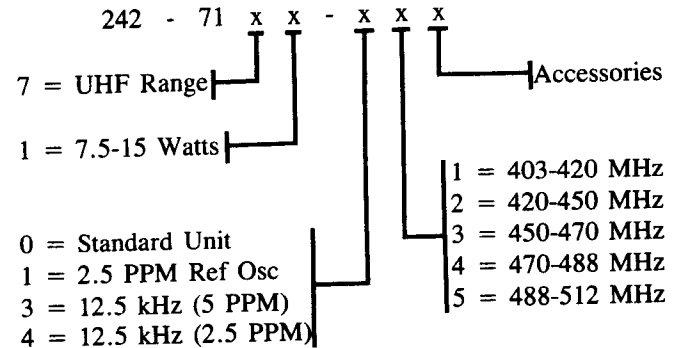 242 - 71 x x - x x x
7 = UHF Range
Accessories
1 = 7.5-15 Watts
1 = 403-420 MHz
2 = 420-450 MHz
3 = 450-470 MHz
4 = 470-488 MHz
5 = 488-512 MHz
0 = Standard Unit
1 = 2.5 PPM Ref Osc
3 = 12.5 kHz (5 PPM)
4 = 12.5 kHz (2.5 PPM)